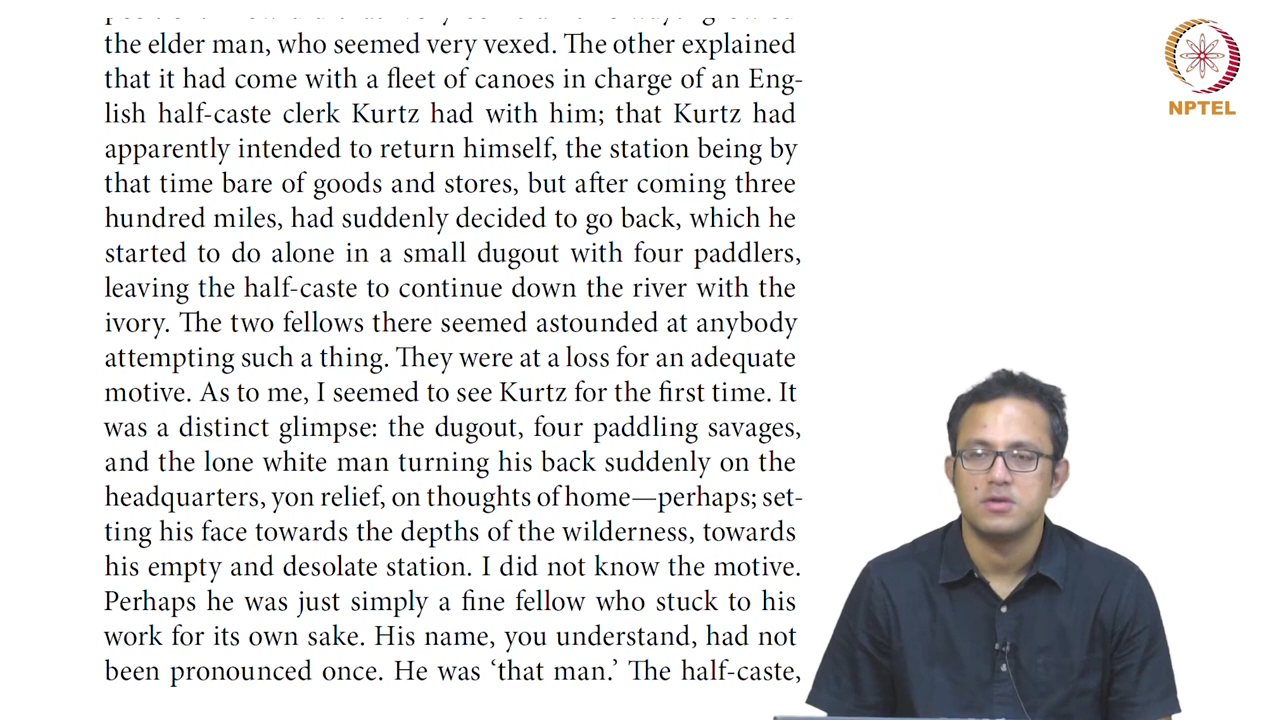 the elder man, who seemed very vexed. The other explained
that it had come with a fleet of canoes in charge of an Eng-
lish half-caste clerk Kurtz had with him; that Kurtz had
apparently intended to return himself, the station being by
that time bare of goods and stores, but after coming three
hundred miles, had suddenly decided to go back, which he
started to do alone in a small dugout with four paddlers,
leaving the half-caste to continue down the river with the
ivory. The two fellows there seemed astounded at anybody
attempting such a thing. They were at a loss for an adequate
motive. As to me, I seemed to see Kurtz for the first time. It
was a distinct glimpse: the dugout, four paddling savages,
and the lone white man turning his back suddenly on the
headquarters, yon relief, on thoughts of home—perhaps; set-
ting his face towards the depths of the wilderness, towards
his empty and desolate station. I did not know the motive.
Perhaps he was just simply a fine fellow who stuck to his
work for its own sake. His name, you understand, had not
been pronounced once. He was ‘that man.’ The half-caste,
NPTEL